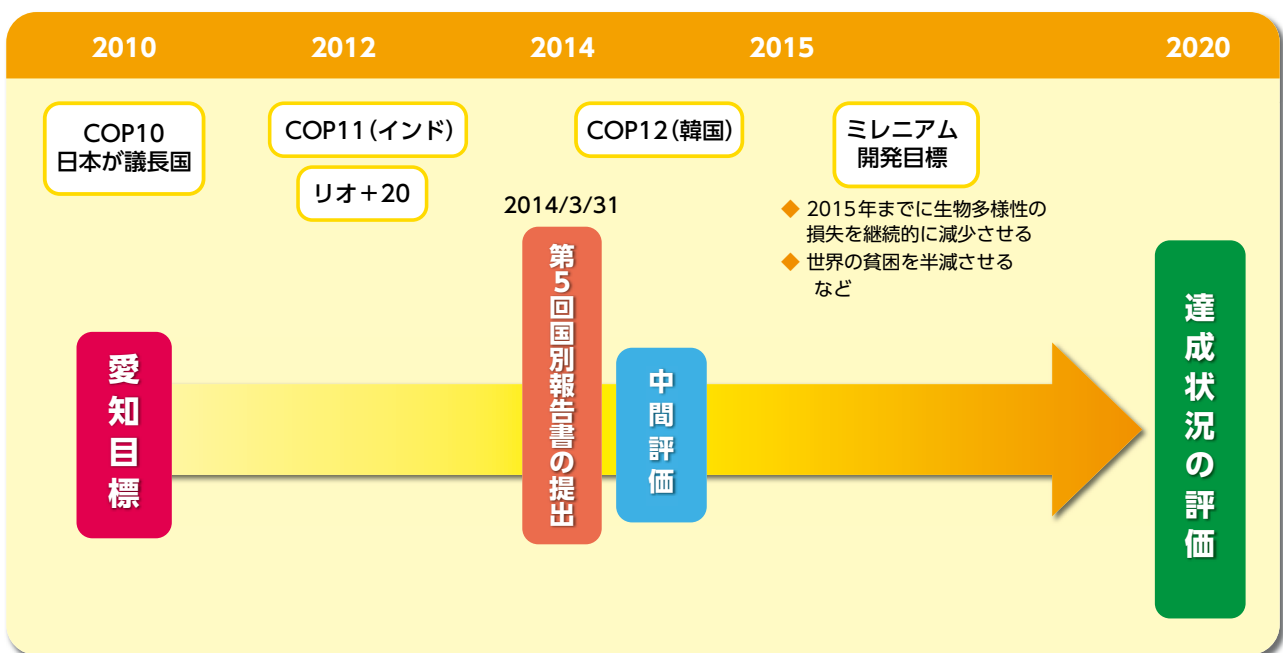 2010
2012
2014
2015
2020
COP10
日本が議長国
COP11（インド）
リオ＋20
COP12（韓国）
ミレニアム
開発目標
2014/3/31
◆ 2015年までに生物多様性の
損失を継続的に減少させる
◆ 世界の貧困を半減させる
など
愛知目標
第5回国別報告書の提出
中間評価
達成状況の評価